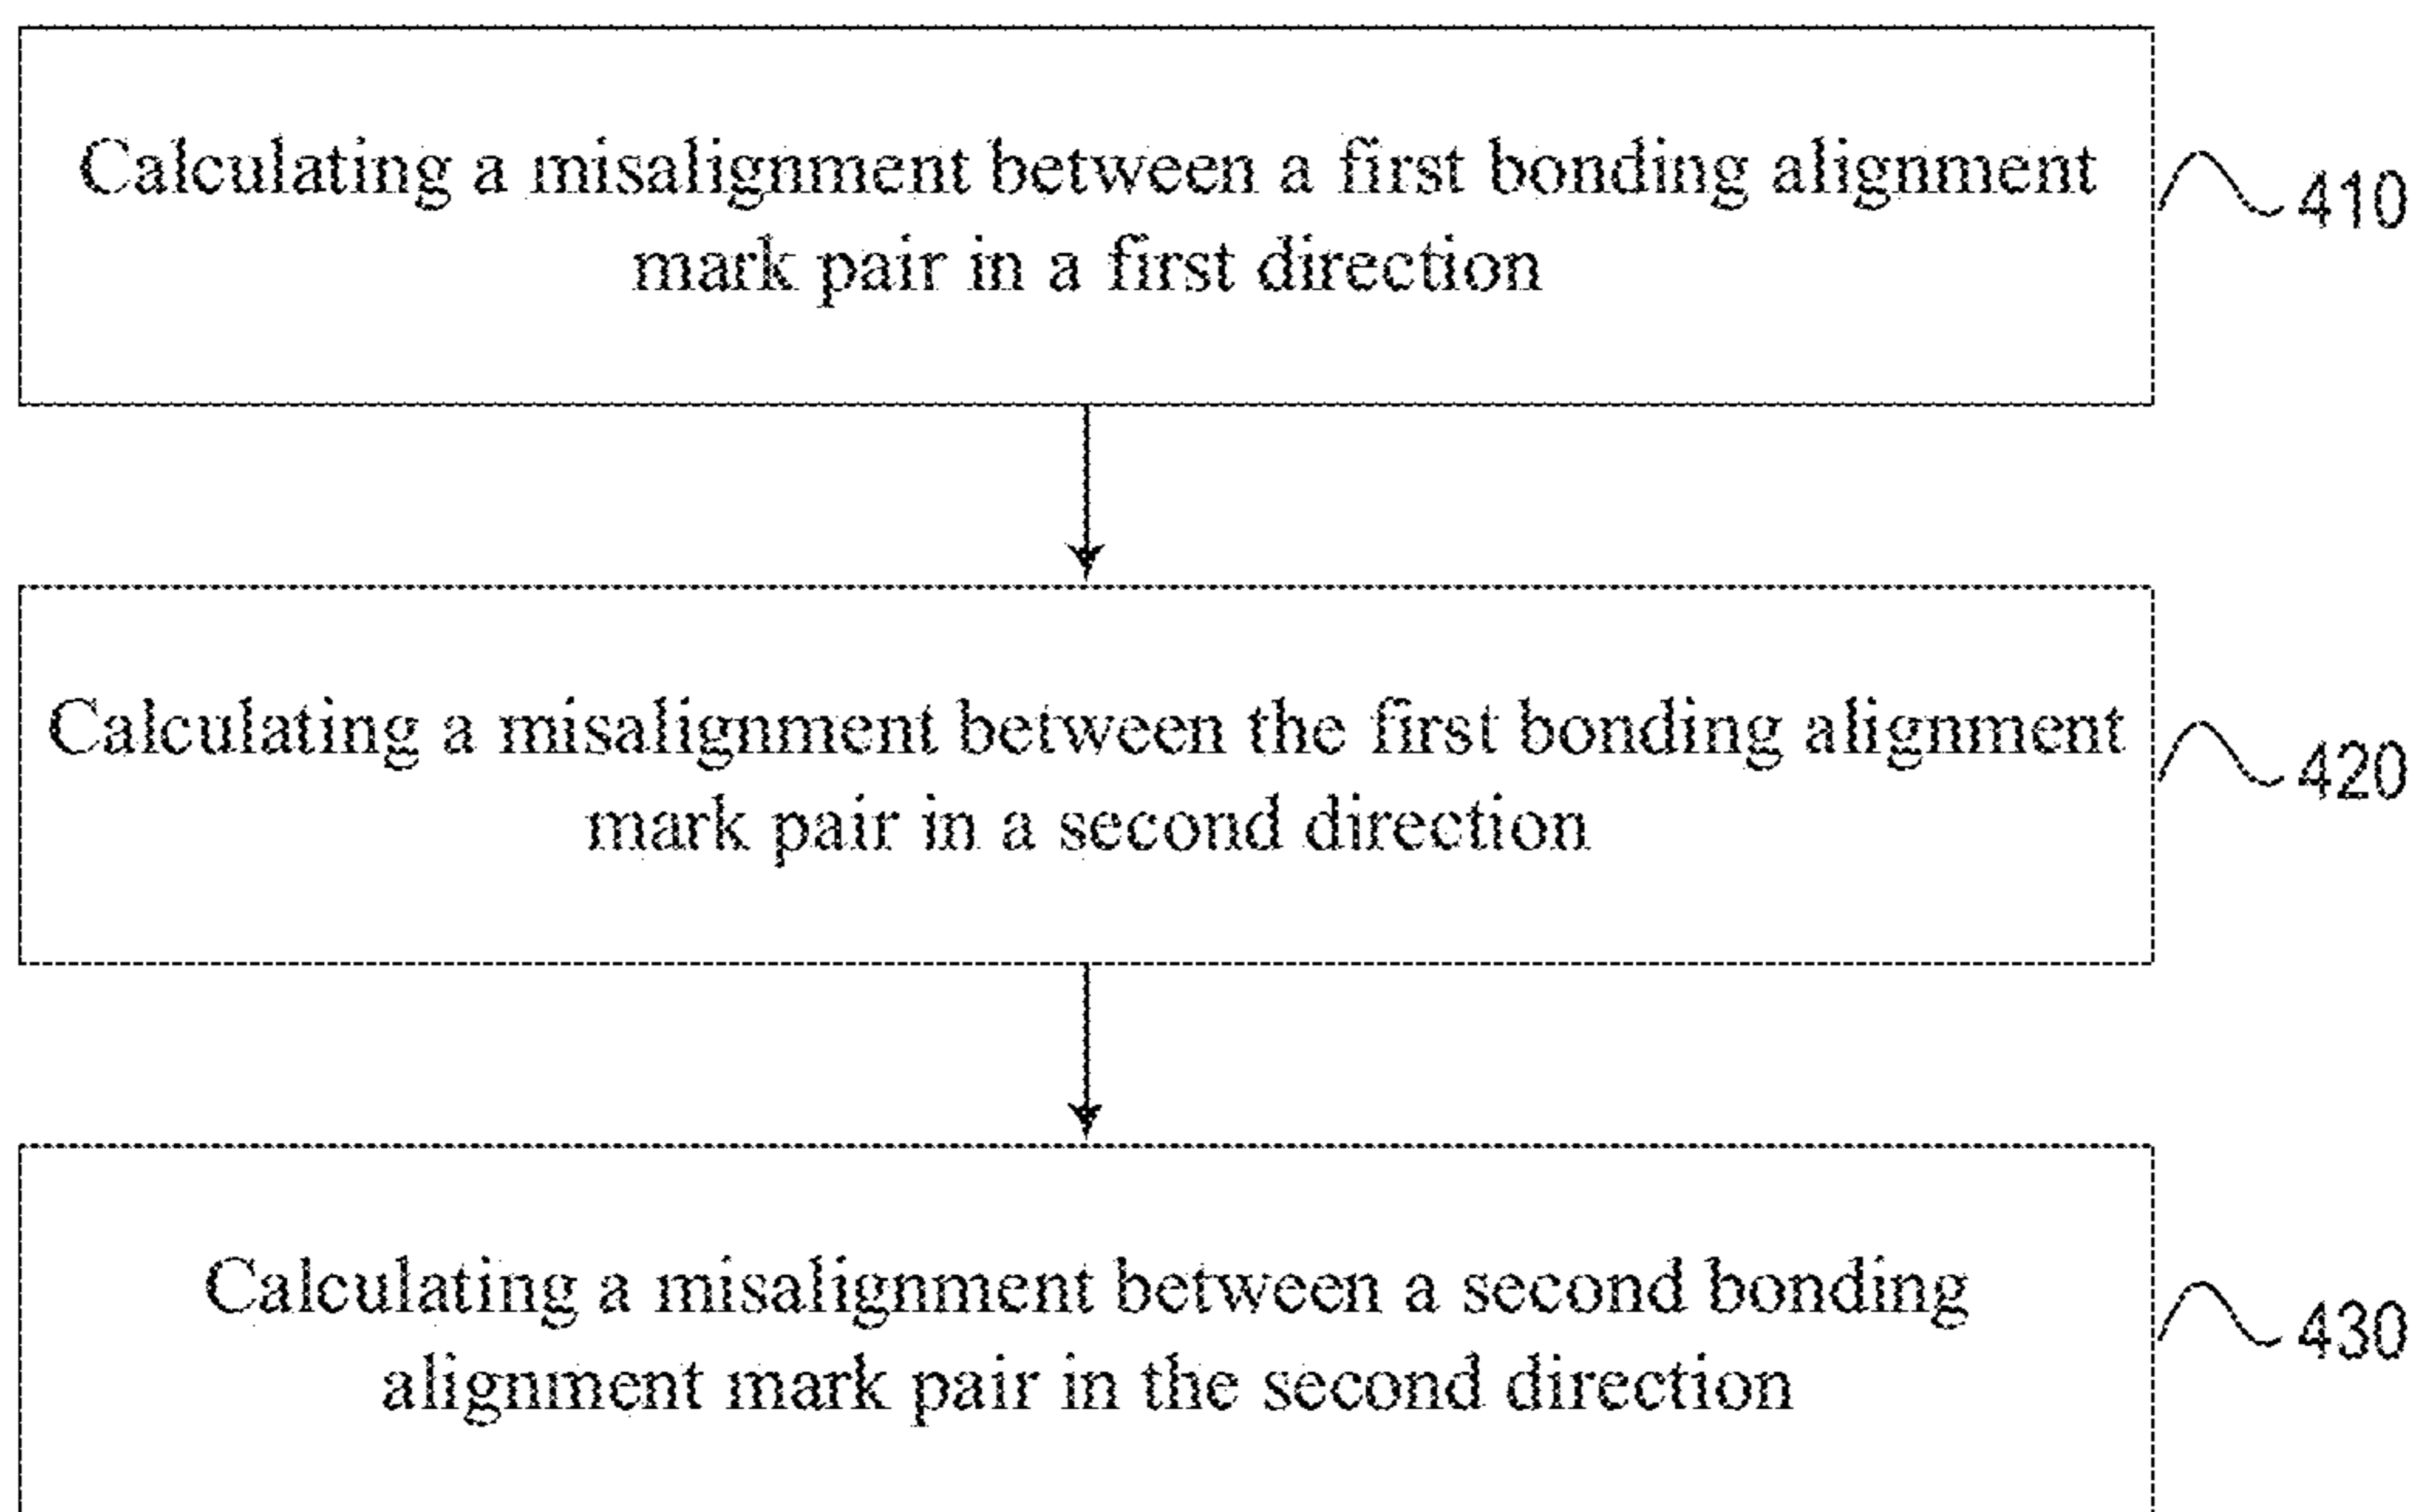 Calculating a misalignment between a first bonding alignment
mark pair in a first direction
410
Calculating a misalignment between the first bonding alignment
mark pair in a second direction
420
Calculating a misalignment between a second bonding
alignment mark pair in the second direction
430